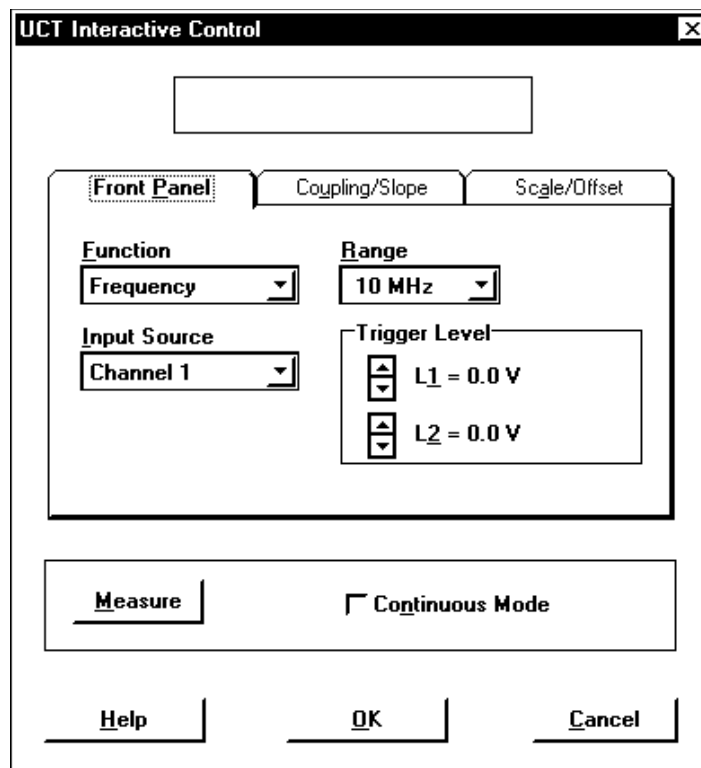 UCT Interactive Control
Front Panel Coupling/Slope Scale/Offset
Function Range
Frequency 10 MHz
Input Source Trigger Level
Channel 1 L1 = 0.0 V
L2 = 0.0 V
Measure Continuous Mode
Help OK Cancel